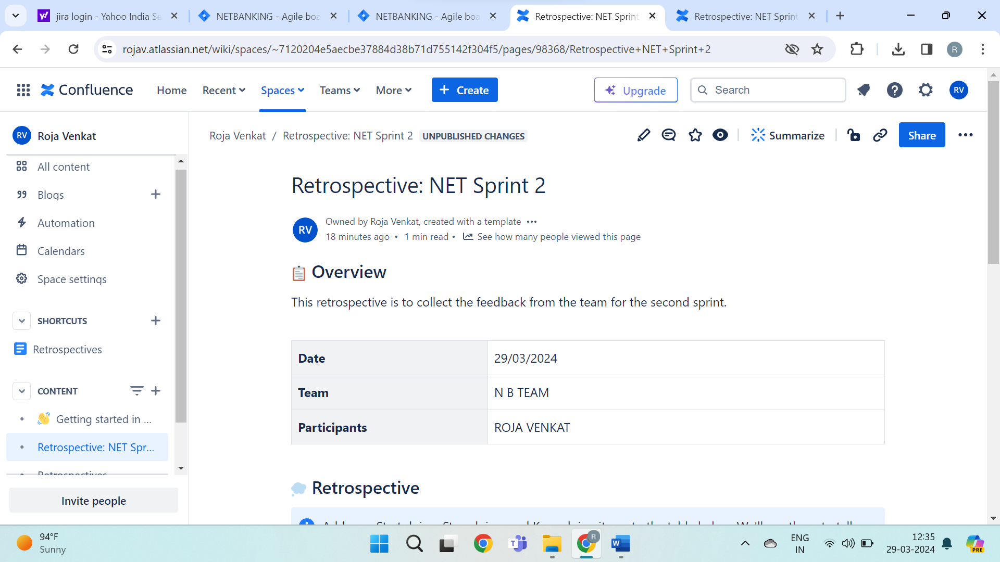 jira login - Yahoo India Se
NETBANKING - Agile boa
NETBANKING - Agile boa
Retrospective: NET Sprint
Retrospective: NET Sprint
rojav.atlassian.net/wiki/spaces/~7120204e5aecbe37884d38b71d755142f304f5/pages/98368/Retrospective+NET+Sprint+2
R
Confluence
Home
Recent
Spaces
Teams
More
+ Create
Upgrade
Search
RV
RV
Roja Venkat
All content
Blogs
Automation
Calendars
Space settings
SHORTCUTS
Retrospectives
CONTENT
Getting started in ...
Retrospective: NET Spr...
Retrospectives
Invite people
Roja Venkat / Retrospective: NET Sprint 2 UNPUBLISHED CHANGES
Summarize
Share
Retrospective: NET Sprint 2
RV
Owned by Roja Venkat, created with a template •••
18 minutes ago • 1 min read • See how many people viewed this page
Overview
This retrospective is to collect the feedback from the team for the second sprint.
Date 29/03/2024
Team N B TEAM
Participants ROJA VENKAT
Retrospective
94°F
Sunny
ENG
IN
12:35
29-03-2024
PRE